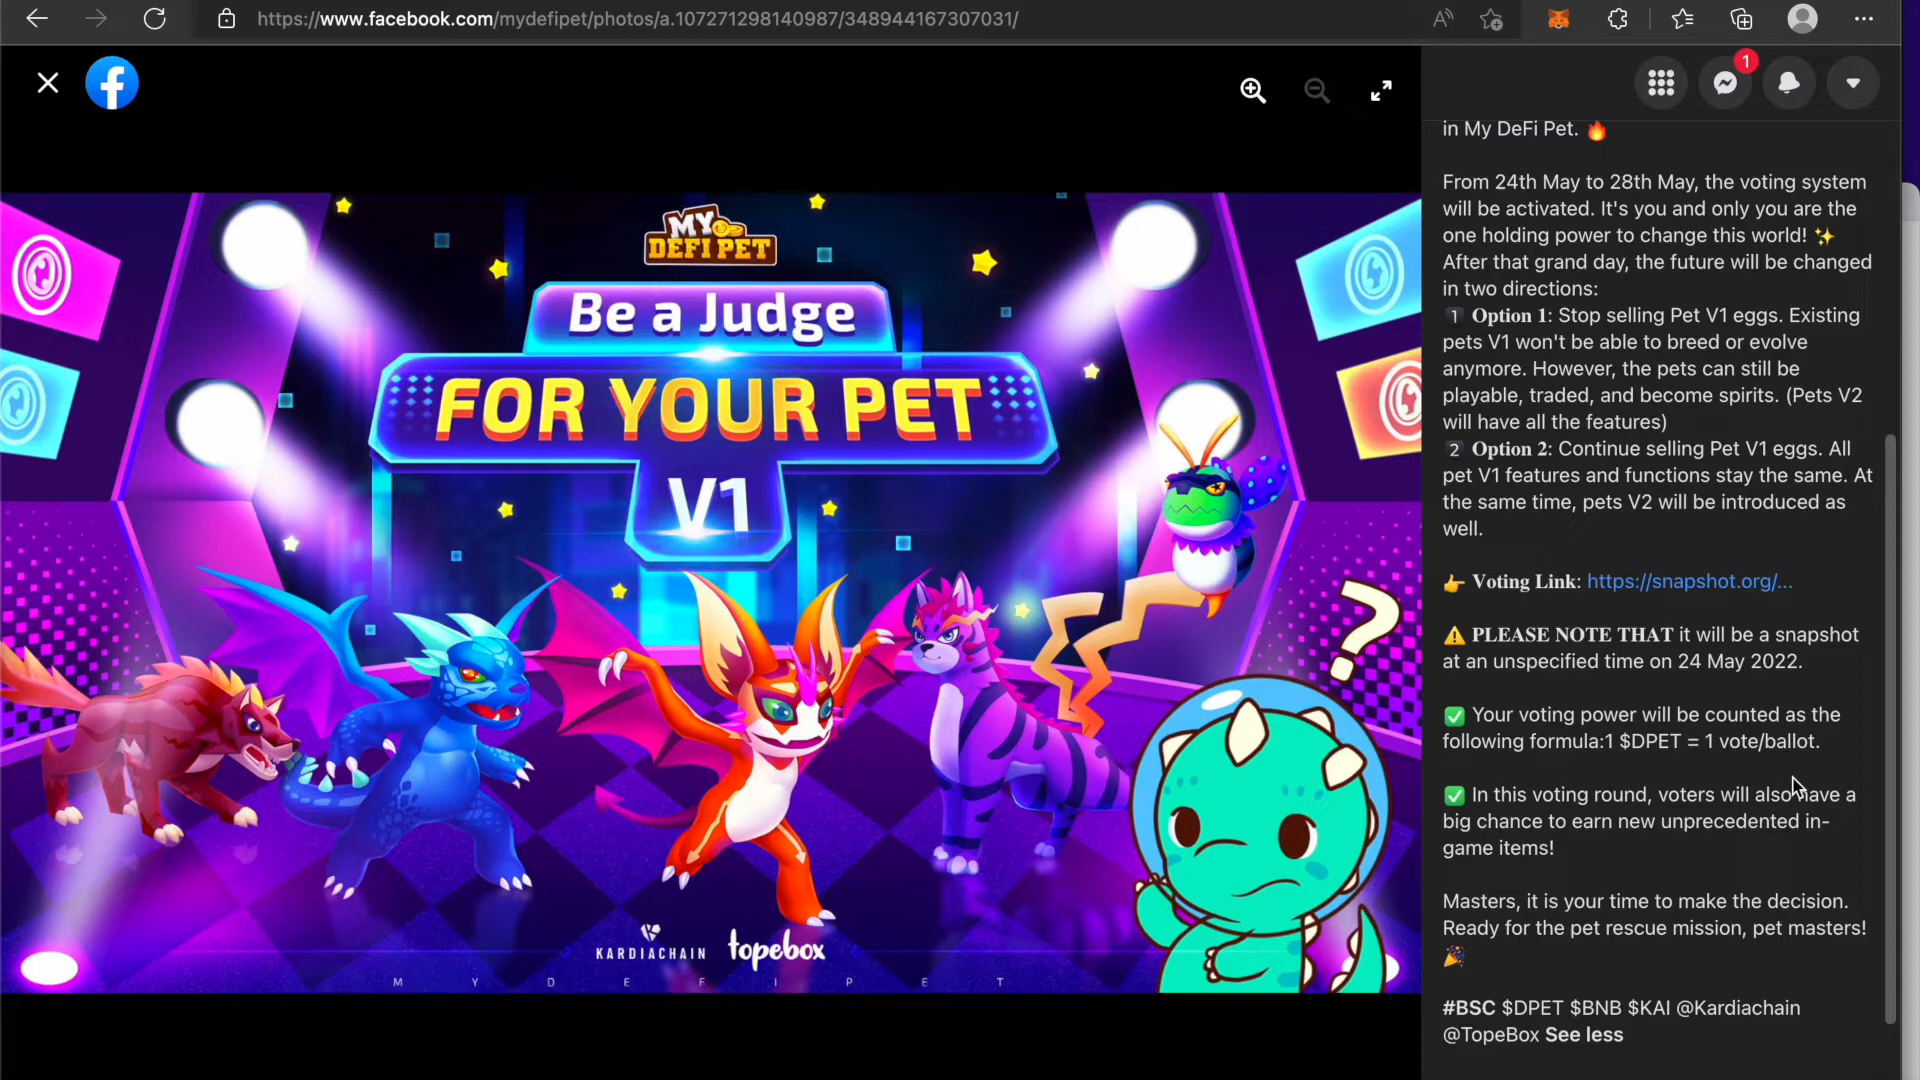 https://www.facebook.com/mydefipet/photos/a.107271298140987/348944167307031/
1
MY
DEFI PET
Be a Judge
FOR YOUR PET
V1
KARDIACHAIN topebox
M Y D E F I P E T
in My DeFi Pet. 🔥
From 24th May to 28th May, the voting system
will be activated. It's you and only you are the
one holding power to change this world! ✨
After that grand day, the future will be changed
in two directions:
1 Option 1: Stop selling Pet V1 eggs. Existing
pets V1 won't be able to breed or evolve
anymore. However, the pets can still be
playable, traded, and become spirits. (Pets V2
will have all the features)
2 Option 2: Continue selling Pet V1 eggs. All
pet V1 features and functions stay the same. At
the same time, pets V2 will be introduced as
well.
👉 Voting Link: https://snapshot.org/...
⚠️ PLEASE NOTE THAT it will be a snapshot
at an unspecified time on 24 May 2022.
✅ Your voting power will be counted as the
following formula:1 $DPET = 1 vote/ballot.
✅ In this voting round, voters will also have a
big chance to earn new unprecedented in-
game items!
Masters, it is your time to make the decision.
Ready for the pet rescue mission, pet masters!
🎉
#BSC $DPET $BNB $KAI @Kardiachain
@TopeBox See less